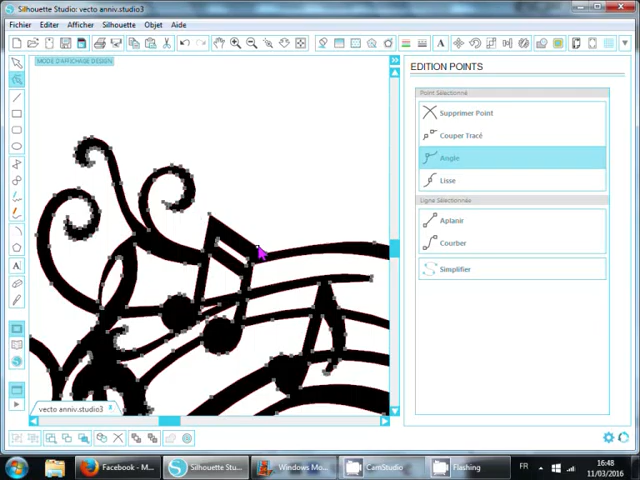 Silhouette Studio: vecto anniv.studio3
Fichier Editer Afficher Silhouette Objet Aide
MODE D'AFFICHAGE DESIGN
EDITION POINTS
Point Sélectionné
Supprimer Point
Couper Tracé
Angle
Lisse
Ligne Sélectionnée
Aplanir
Courber
Simplifier
vecto anniv.studio3
Facebook - M...
Silhouette Stu...
Windows Mo...
CamStudio
Flashing
FR
16:48
11/03/2016